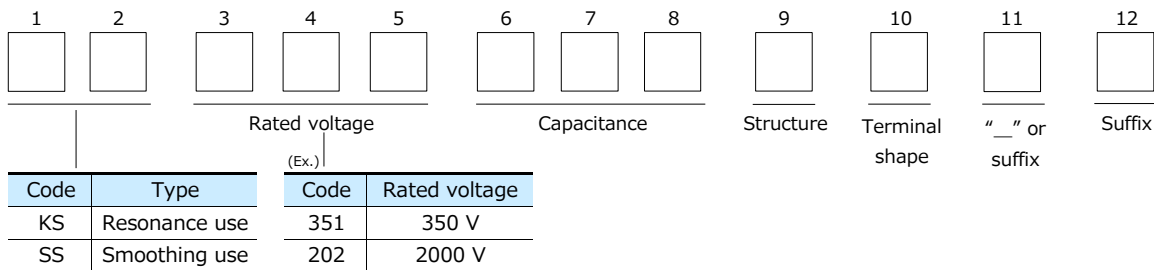 1 2 3 4 5 6 7 8 9 10 11 12
Rated voltage Capacitance Structure Terminal shape "__" or suffix Suffix
(Ex.)
Code Type Code Rated voltage
KS Resonance use 351 350 V
SS Smoothing use 202 2000 V